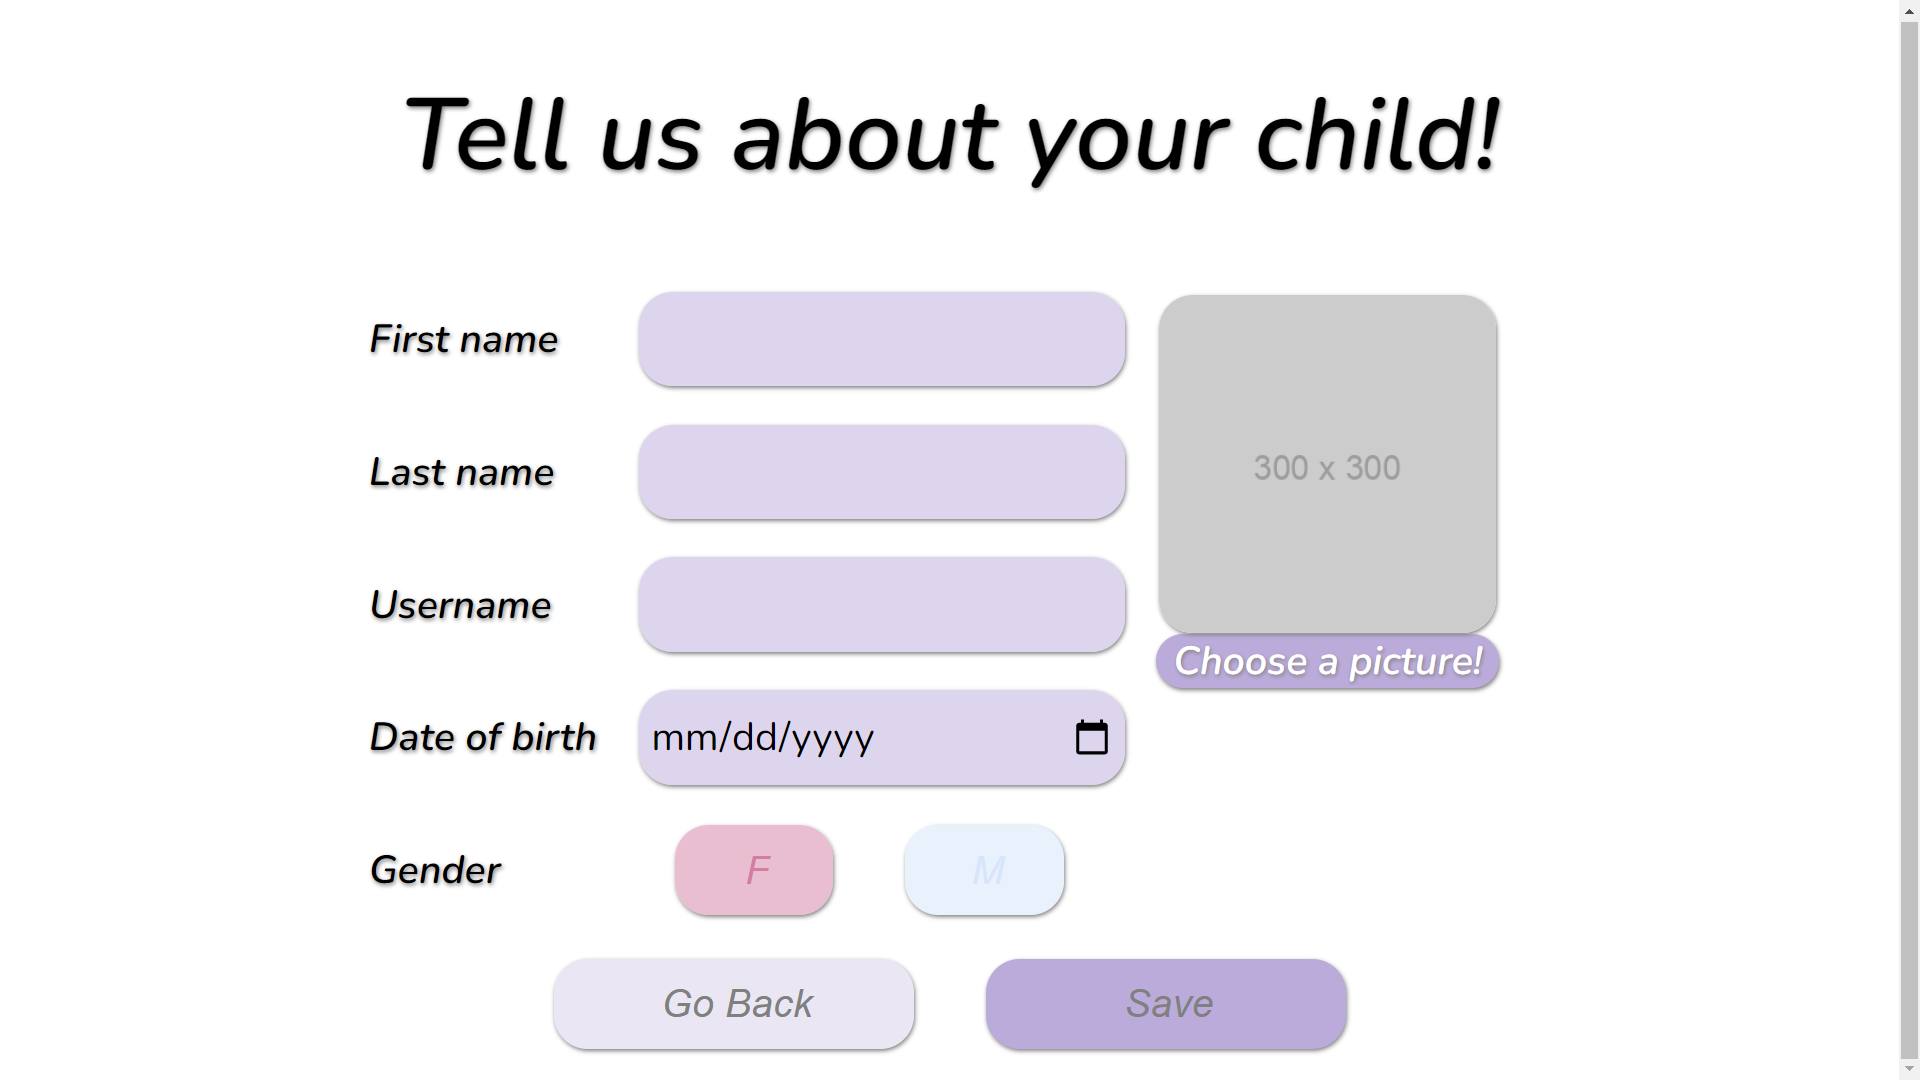 Tell us about your child!
First name
300 x 300
Last name
Username
Choose a picture!
Date of birth mm/dd/yyyy
Gender F M
Go Back Save